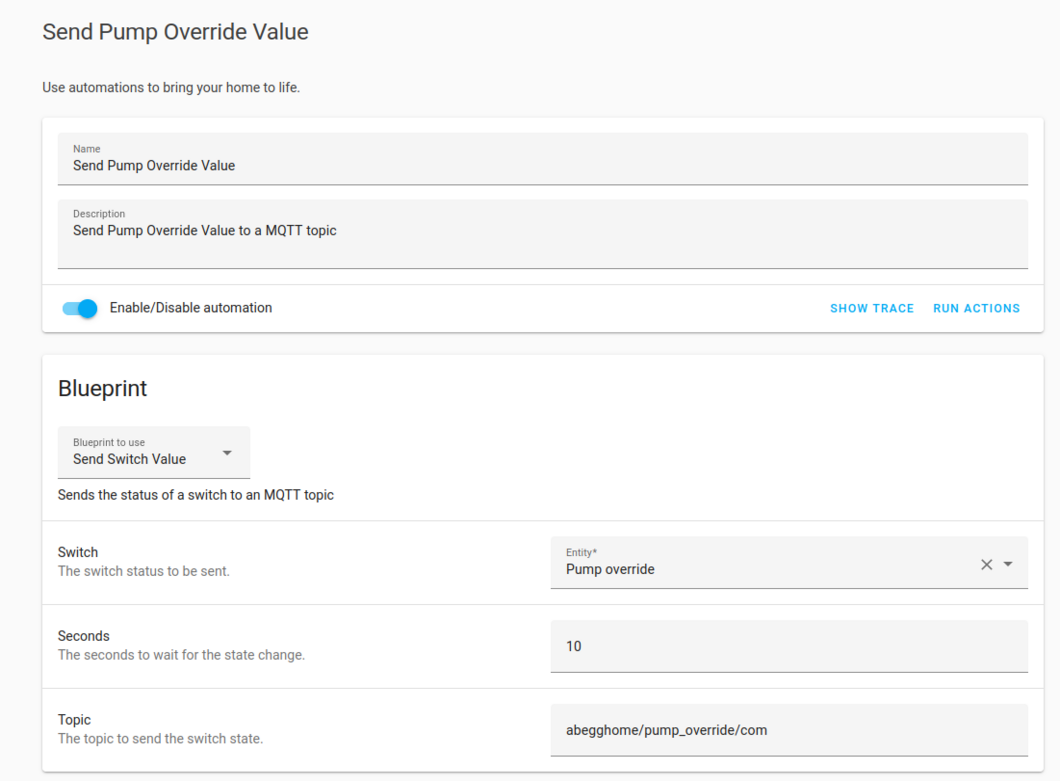 Send Pump Override Value
Use automations to bring your home to life.
Name
Send Pump Override Value
Description
Send Pump Override Value to a MQTT topic
Enable/Disable automation
SHOW TRACE
RUN ACTIONS
Blueprint
Blueprint to use
Send Switch Value
Sends the status of a switch to an MQTT topic
Switch
The switch status to be sent.
Entity*
Pump override
Seconds
The seconds to wait for the state change.
10
Topic
The topic to send the switch state.
abegghome/pump_override/com